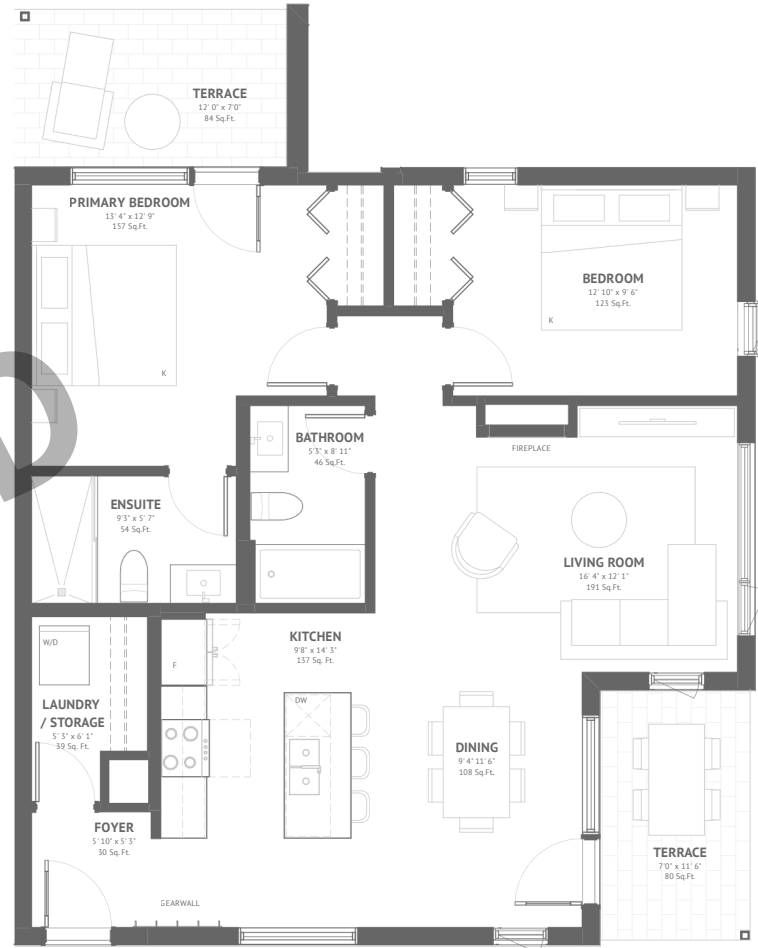 TERRACE
12' 0" x 7'0"
84 Sq.Ft.
PRIMARY BEDROOM
13' 4" x 12' 9"
157 Sq.Ft.
K
BEDROOM
12' 10" x 9' 6"
123 Sq.Ft.
K
BATHROOM
5'3" x 8' 11"
46 Sq.Ft.
FIREPLACE
ENSUITE
9'3" x 5' 7"
54 Sq.Ft.
LIVING ROOM
16' 4" x 12' 1"
191 Sq.Ft.
KITCHEN
9'8" x 14' 3"
137 Sq. Ft.
W/D
F
DW
LAUNDRY
/ STORAGE
5' 3" x 6' 1"
39 Sq. Ft.
DINING
9' 4" 11' 6"
108 Sq.Ft.
FOYER
5' 10" x 5' 3"
30 Sq. Ft.
TERRACE
7'0" x 11' 6"
80 Sq.Ft.
GEARWALL
D